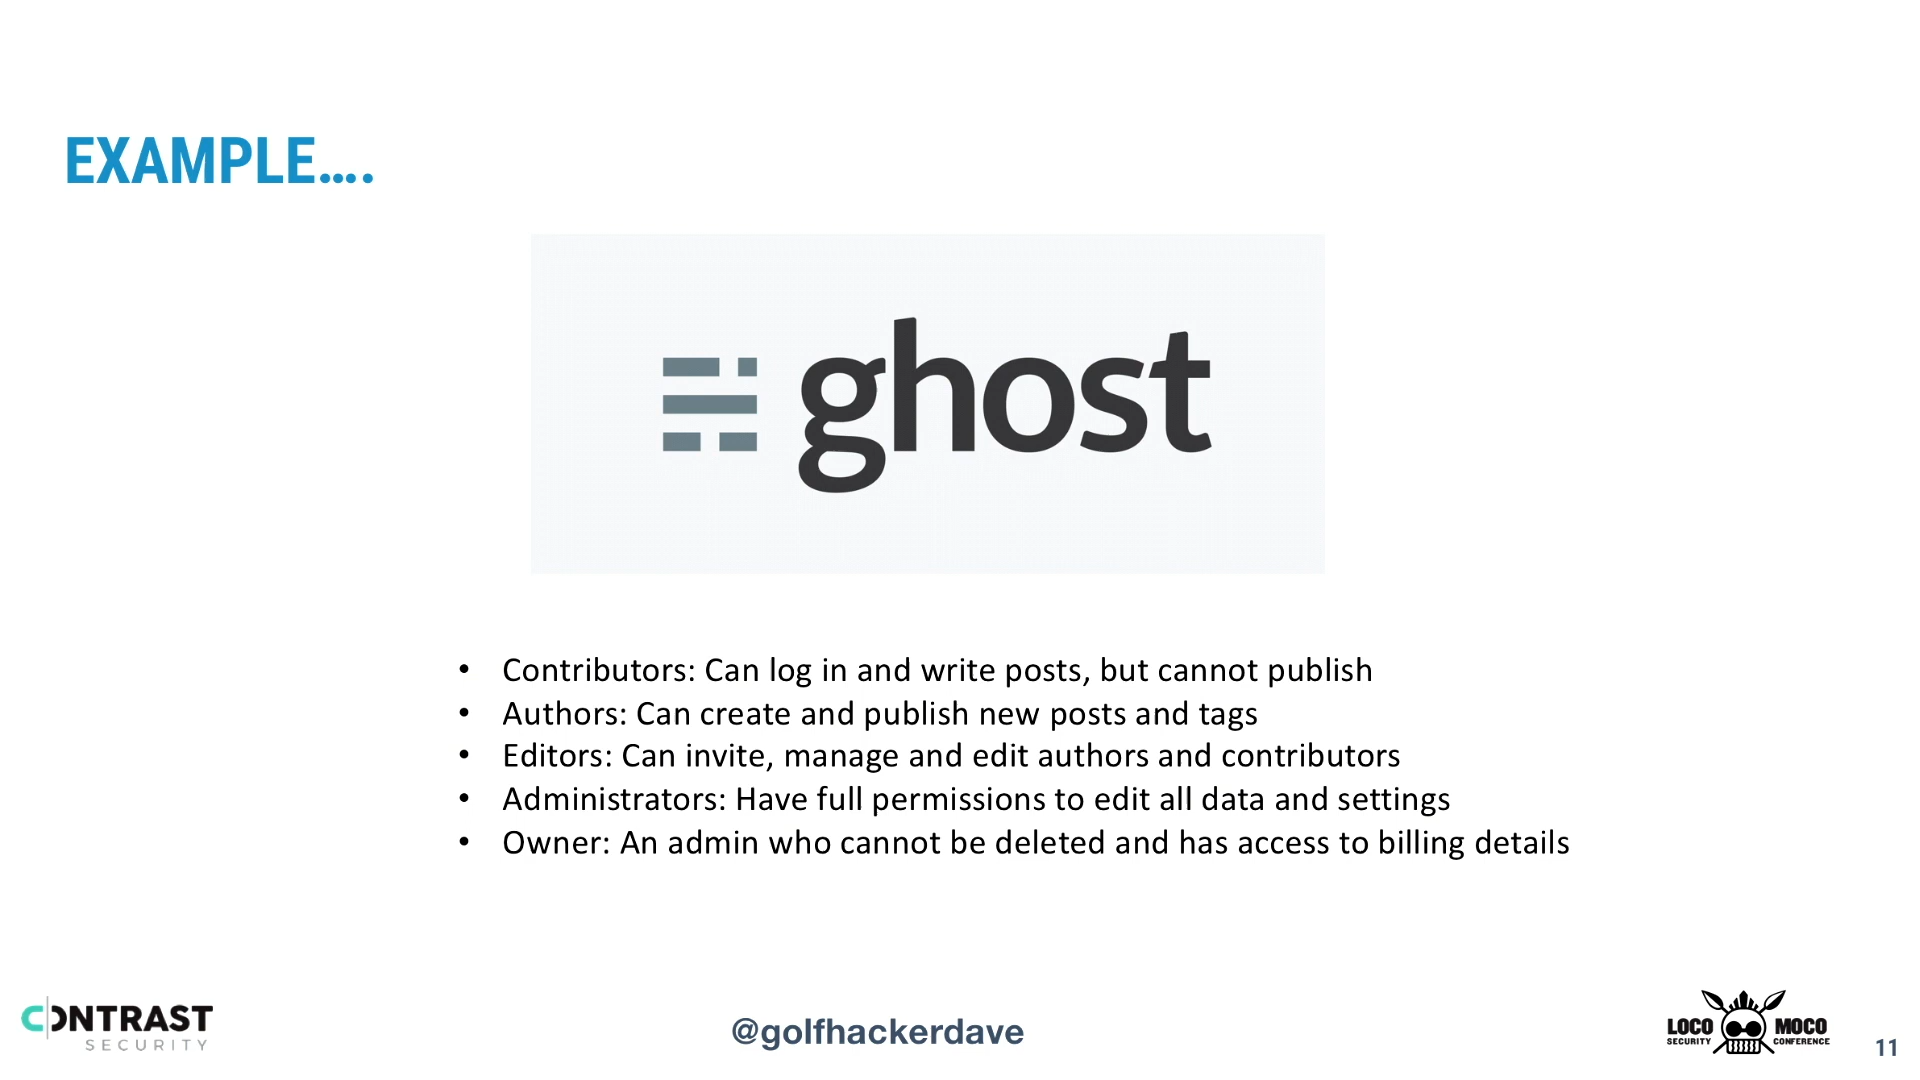 EXAMPLE….
ghost
• Contributors: Can log in and write posts, but cannot publish
• Authors: Can create and publish new posts and tags
• Editors: Can invite, manage and edit authors and contributors
• Administrators: Have full permissions to edit all data and settings
• Owner: An admin who cannot be deleted and has access to billing details
CONTRAST
SECURITY
@golfhackerdave
LOCO MOCO
SECURITY CONFERENCE
11